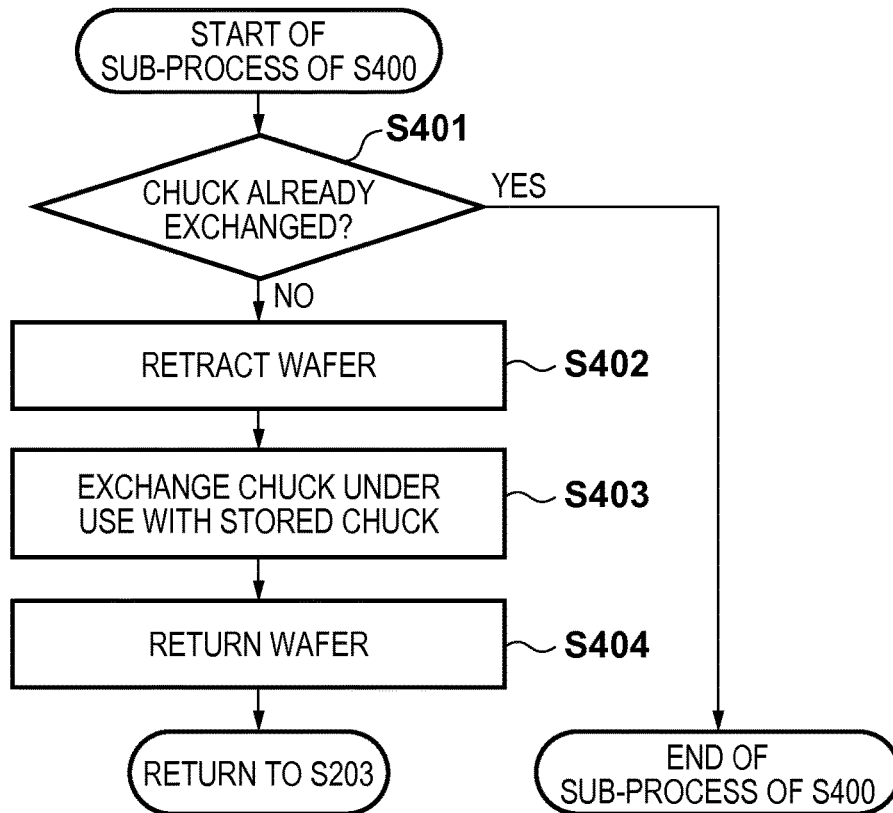 START OF
SUB-PROCESS OF S400
S401
CHUCK ALREADY
EXCHANGED?
YES
NO
RETRACT WAFER
S402
EXCHANGE CHUCK UNDER
USE WITH STORED CHUCK
S403
RETURN WAFER
S404
RETURN TO S203
END OF
SUB-PROCESS OF S400